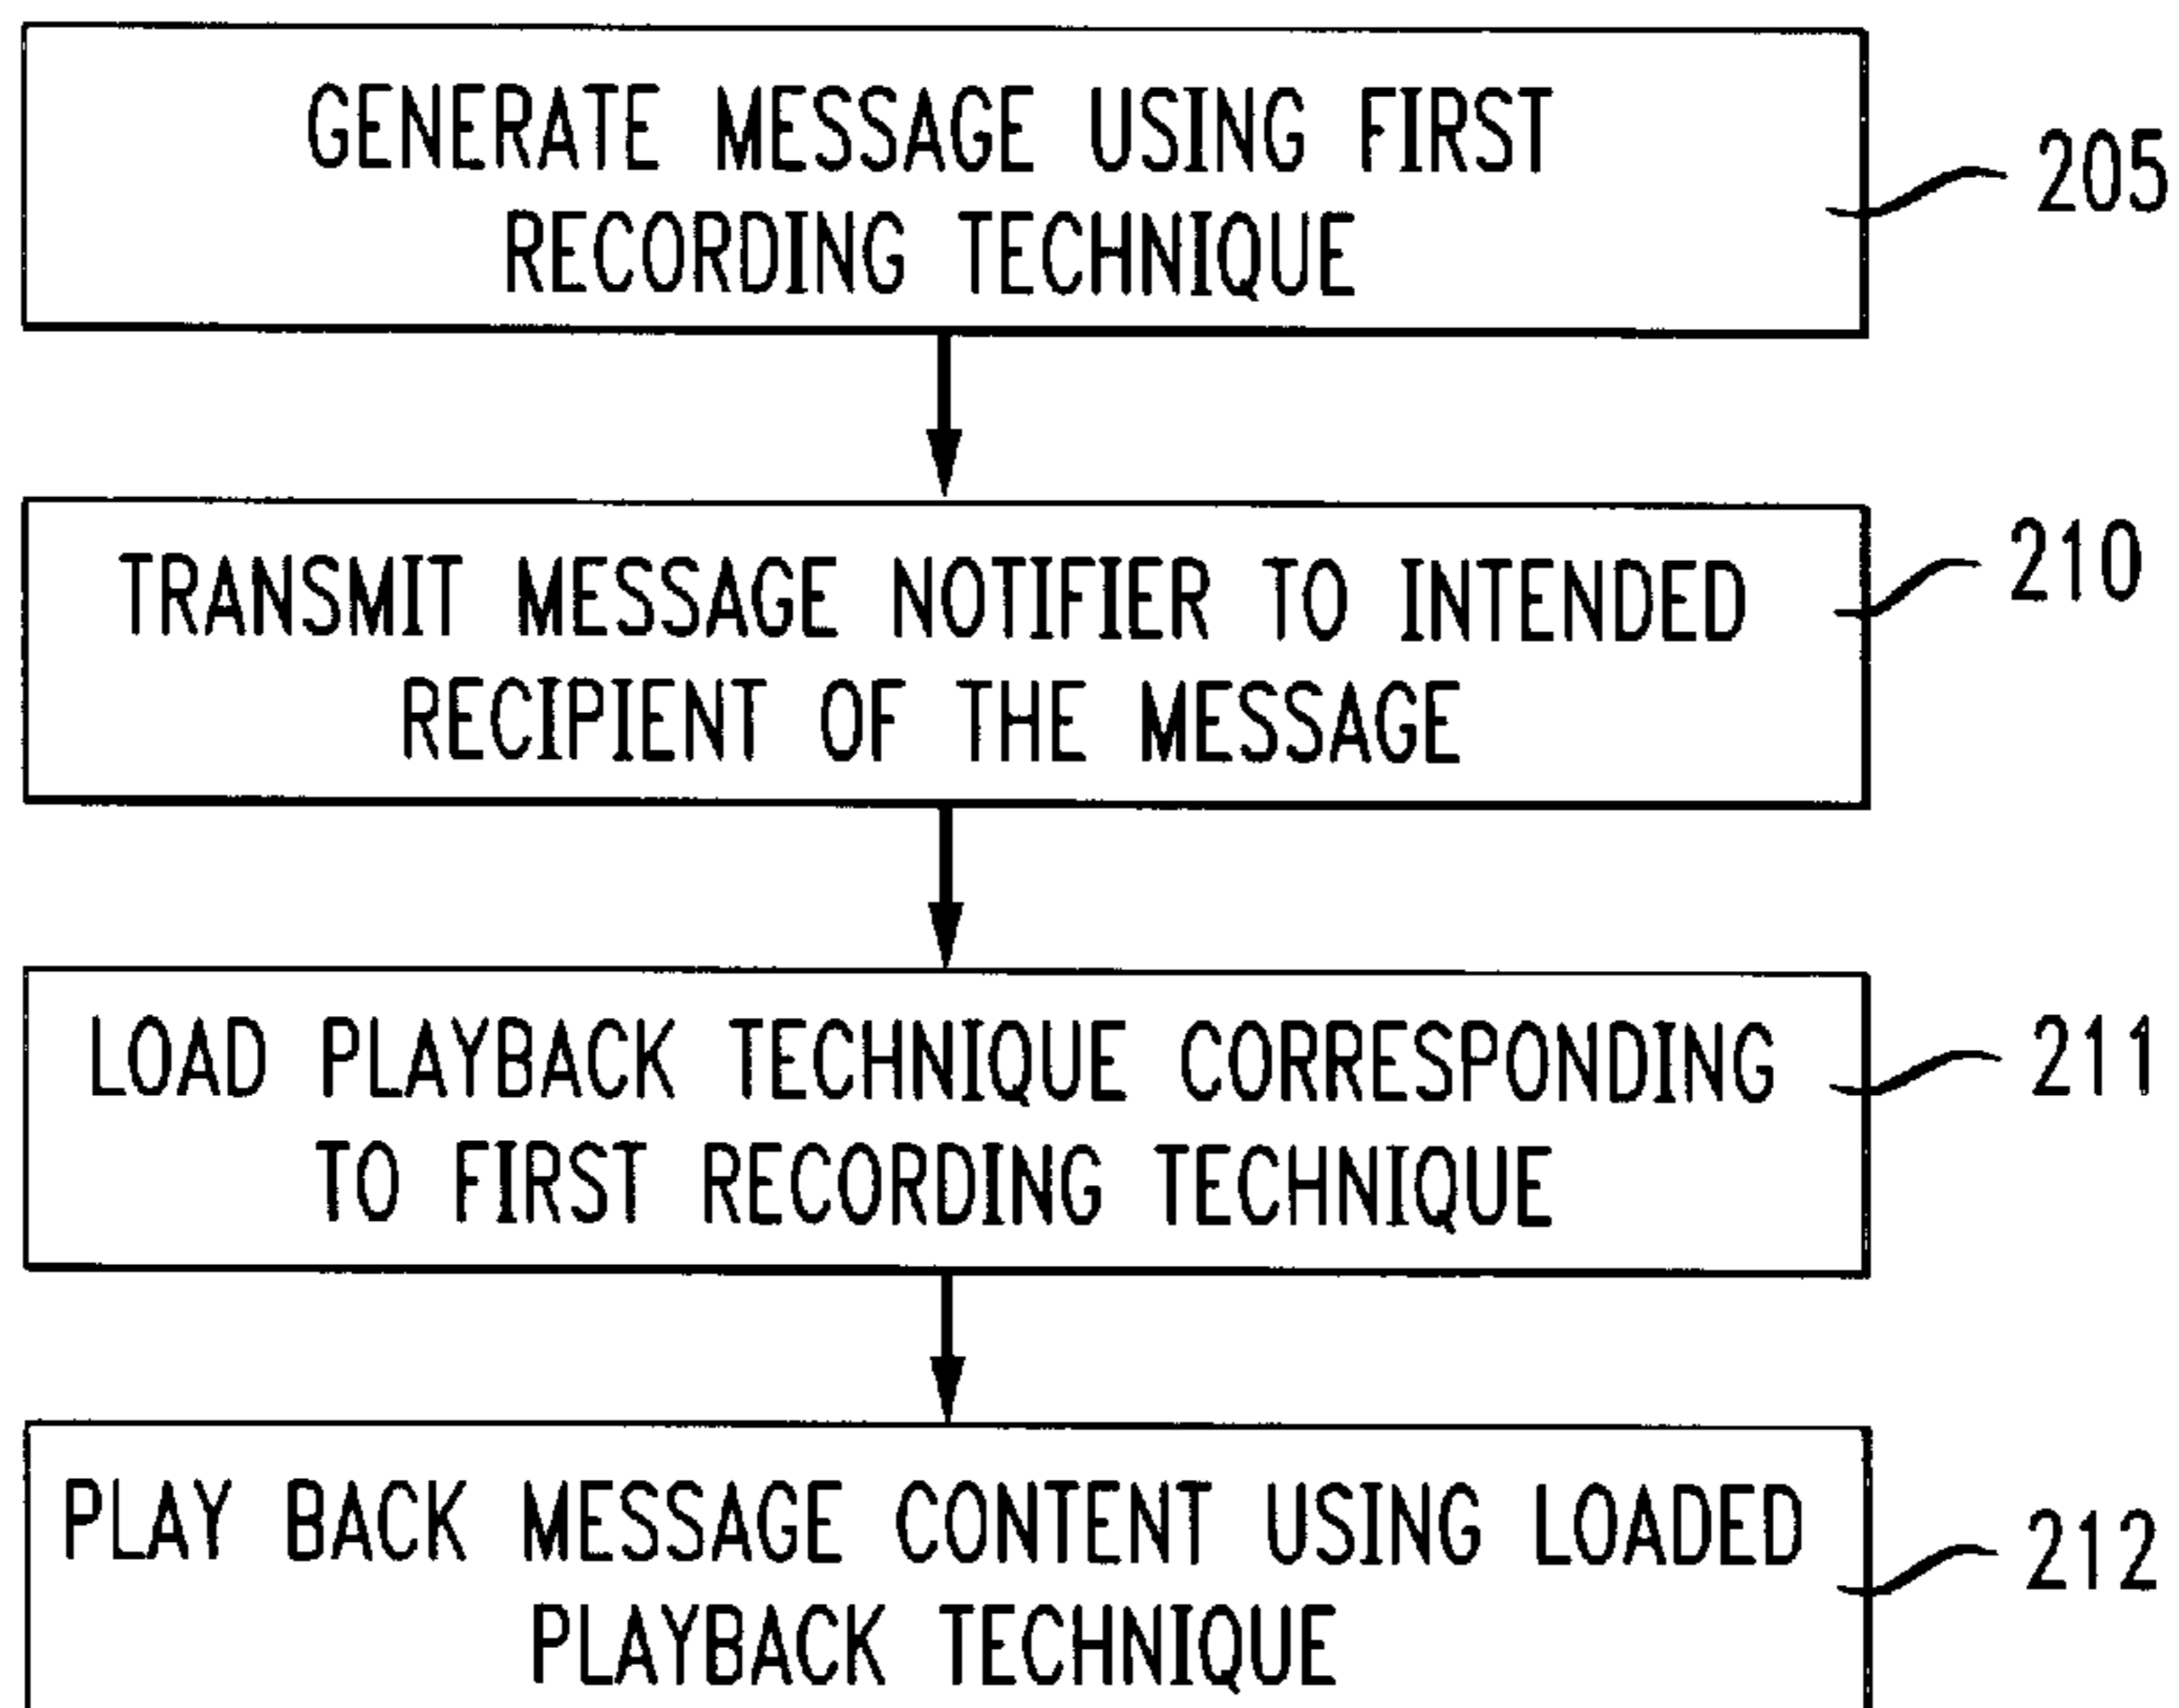 GENERATE MESSAGE USING FIRST
RECORDING TECHNIQUE
205
TRANSMIT MESSAGE NOTIFIER TO INTENDED
RECIPIENT OF THE MESSAGE
210
LOAD PLAYBACK TECHNIQUE CORRESPONDING
TO FIRST RECORDING TECHNIQUE
211
PLAY BACK MESSAGE CONTENT USING LOADED
PLAYBACK TECHNIQUE
212